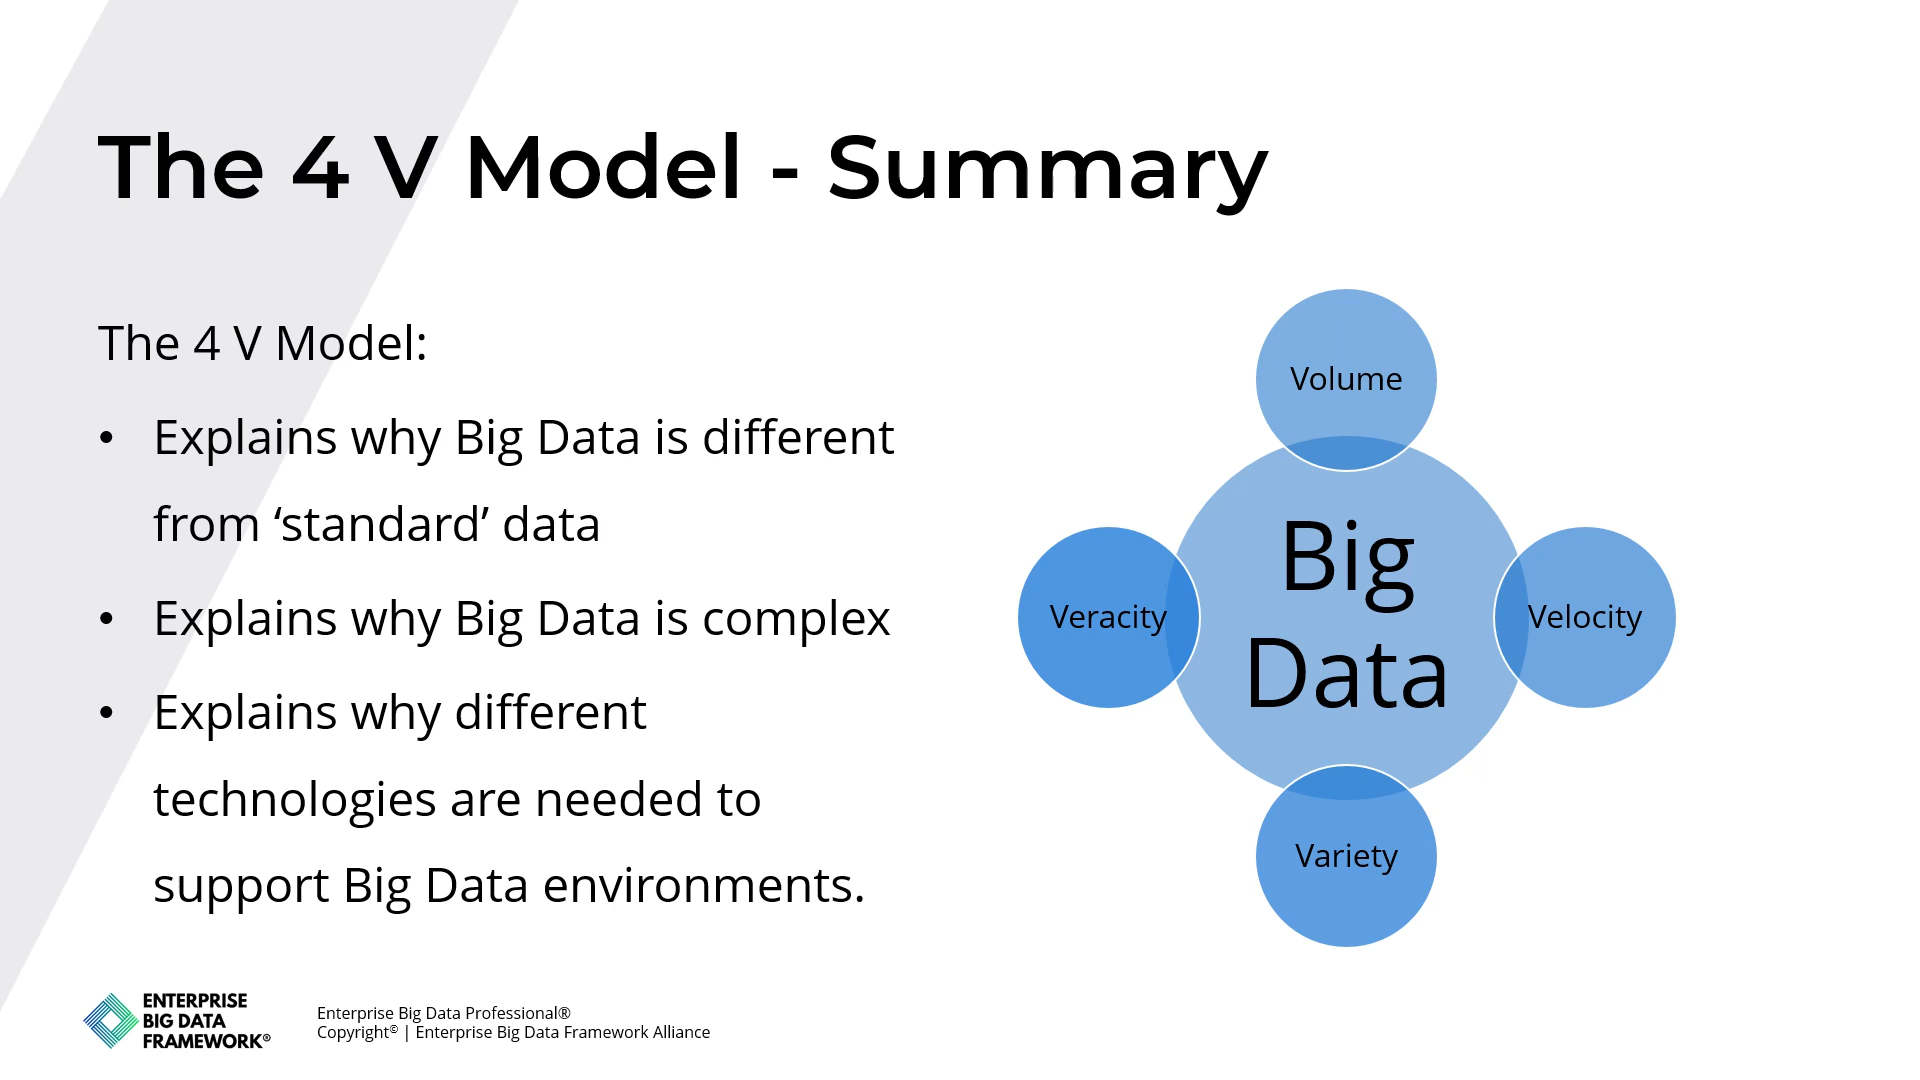 The 4 V Model - Summary
The 4 V Model:
• Explains why Big Data is different
from ‘standard’ data
• Explains why Big Data is complex
• Explains why different
technologies are needed to
support Big Data environments.
Volume
Veracity
Big
Data
Velocity
Variety
ENTERPRISE
BIG DATA
FRAMEWORK®
Enterprise Big Data Professional®
Copyright© | Enterprise Big Data Framework Alliance